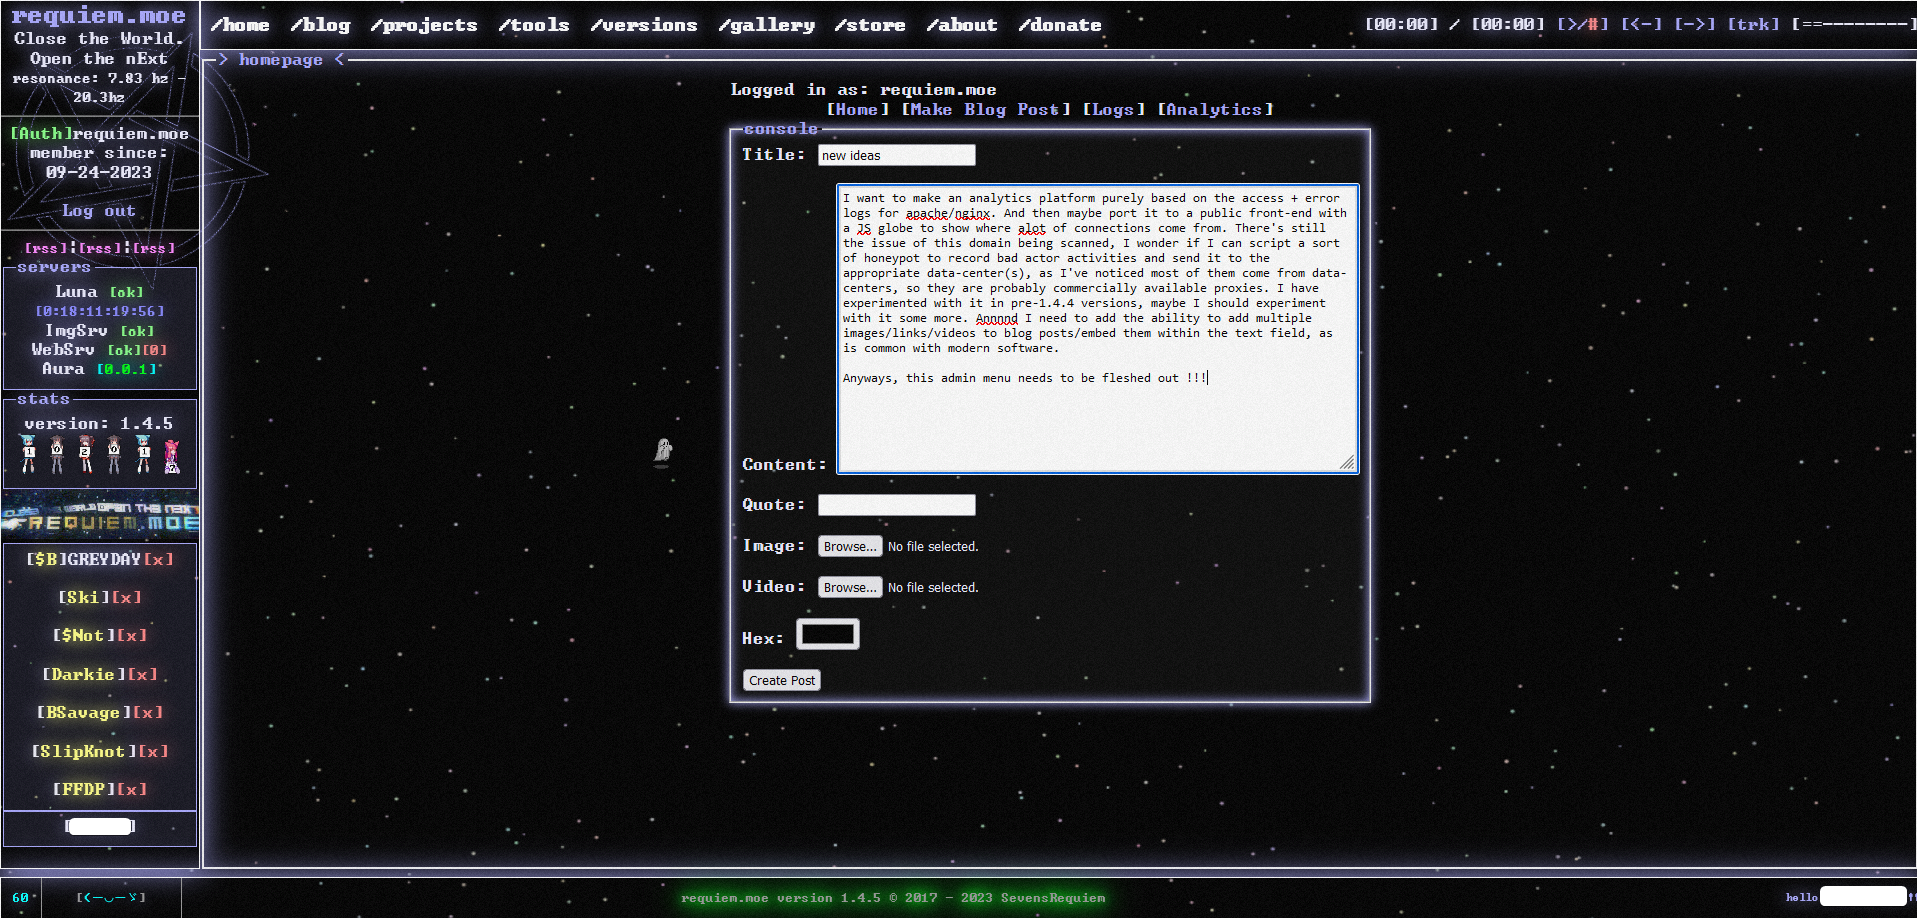 requiem.moe
Close the World.
Open the nExt
resonance: 7.83 hz -
20.3hz
[Auth]requiem.moe
member since:
09-24-2023
Log out
[rss]¦[rss]¦[rss]
servers
Luna [ok]
[0:18:11:19:56]
ImgSrv [ok]
WebSrv [ok][0]
Aura [0.0.1]
stats
version: 1.4.5
1 0 2 0 1 7
WORLD OPEN THE NEXT
REQUIEM.MOE
[$B]GREYDAY[x]
[Ski][x]
[$Not][x]
[Darkie][x]
[BSavage][x]
[SlipKnot][x]
[FFDP][x]
/home /blog /projects /tools /versions /gallery /store /about /donate
[00:00] / [00:00] [>/#] [<-] [->] [trk] [==--------]
> homepage <
Logged in as: requiem.moe
[Home] [Make Blog Post] [Logs] [Analytics]
console
Title: new ideas
I want to make an analytics platform purely based on the access + error
logs for apache/nginx. And then maybe port it to a public front-end with
a JS globe to show where alot of connections come from. There's still
the issue of this domain being scanned, I wonder if I can script a sort
of honeypot to record bad actor activities and send it to the
appropriate data-center(s), as I've noticed most of them come from data-
centers, so they are probably commercially available proxies. I have
experimented with it in pre-1.4.4 versions, maybe I should experiment
with it some more. Annnnd I need to add the ability to add multiple
images/links/videos to blog posts/embed them within the text field, as
is common with modern software.
Anyways, this admin menu needs to be fleshed out !!!
Content:
Quote:
Image: Browse... No file selected.
Video: Browse... No file selected.
Hex:
Create Post
60
requiem.moe version 1.4.5 © 2017 - 2023 SevensRequiem
hello